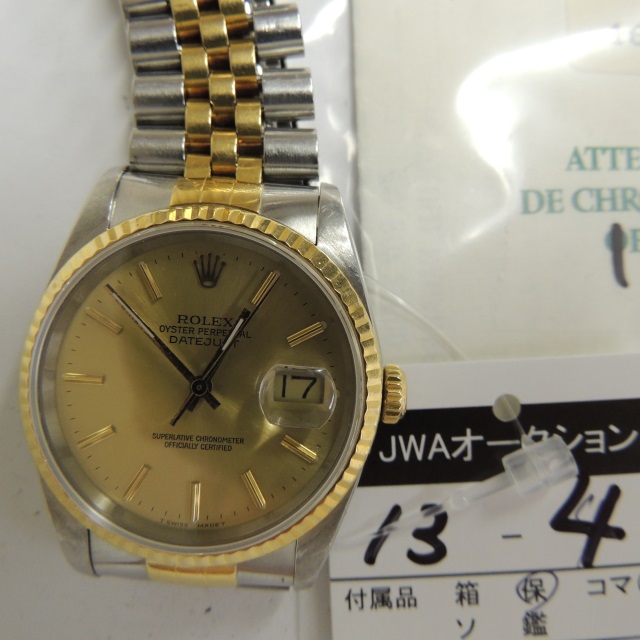 ROLEX
OYSTER PERPETUAL
DATEJUST
17
SUPERLATIVE CHRONOMETER
OFFICIALLY CERTIFIED
ATTE
DE CHR
1
JWAオークション
13 - 4
付属品 箱 保 コマ
ソ 鑑